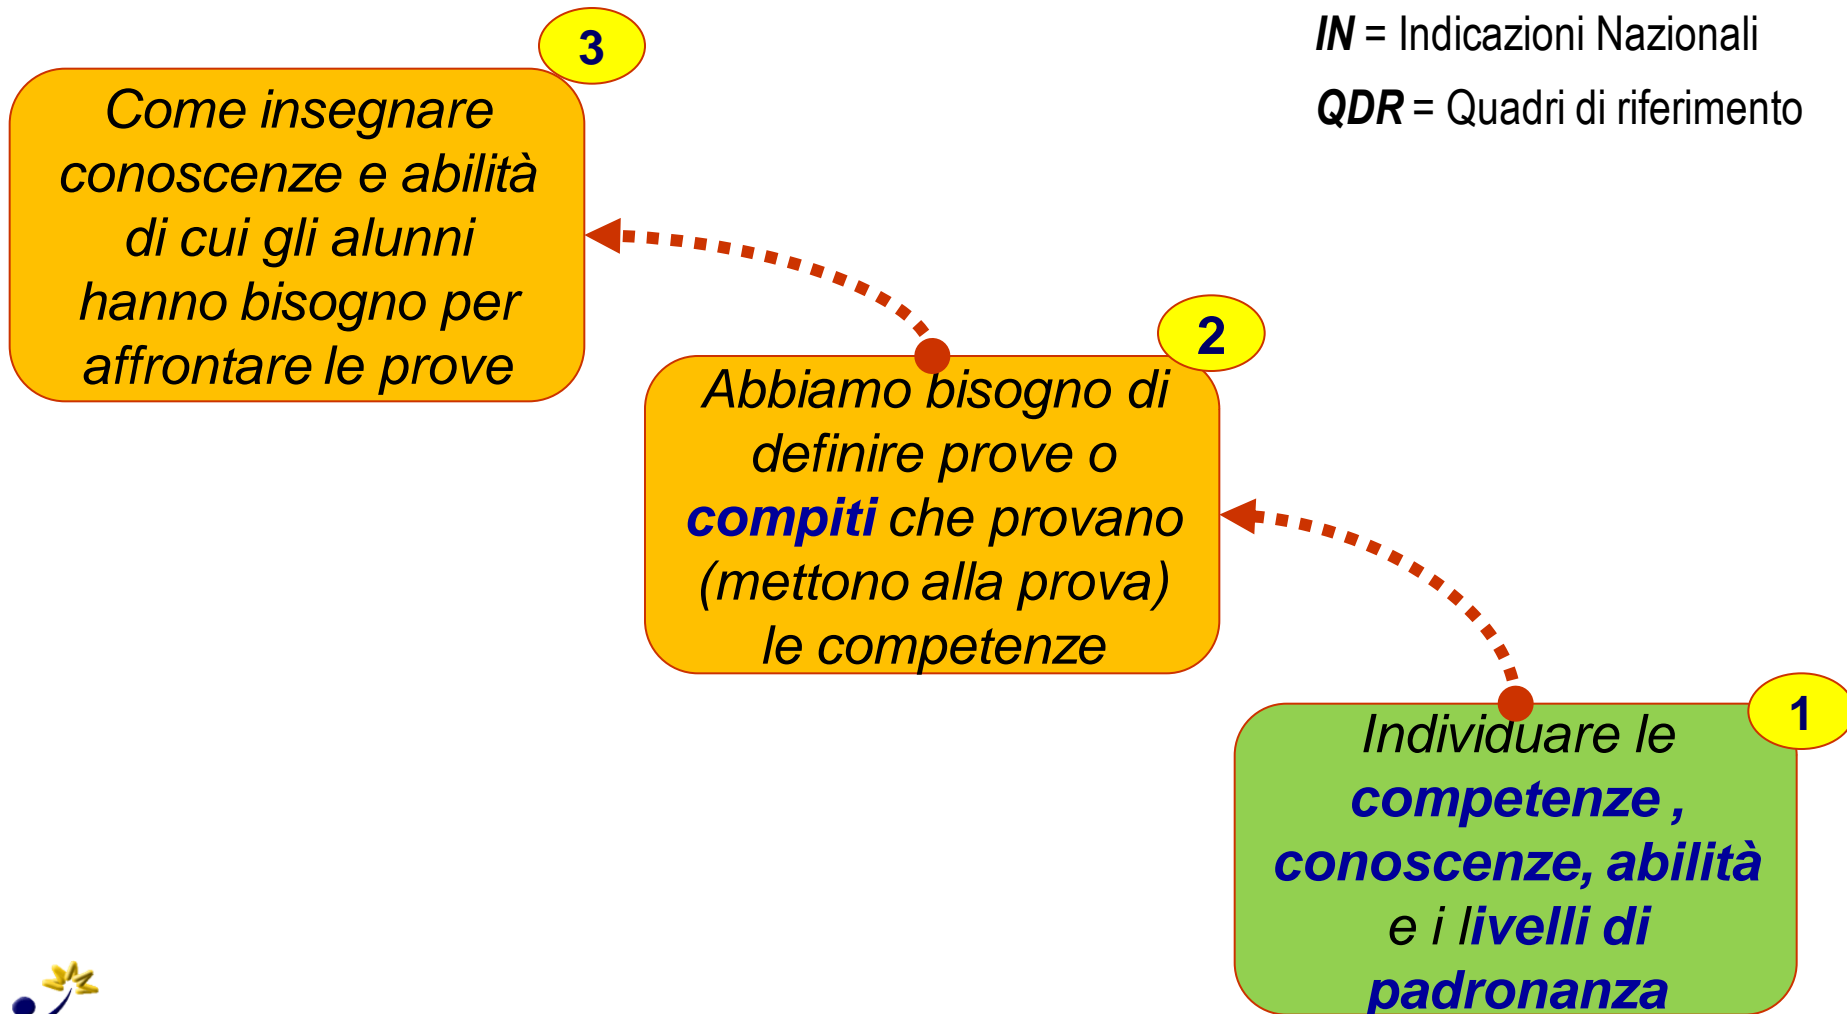 IN = Indicazioni Nazionali
QDR = Quadri di riferimento
3
Come insegnare
conoscenze e abilità
di cui gli alunni
hanno bisogno per
affrontare le prove
2
Abbiamo bisogno di
definire prove o
compiti che provano
(mettono alla prova)
le competenze
1
Individuare le
competenze ,
conoscenze, abilità
e i livelli di
padronanza